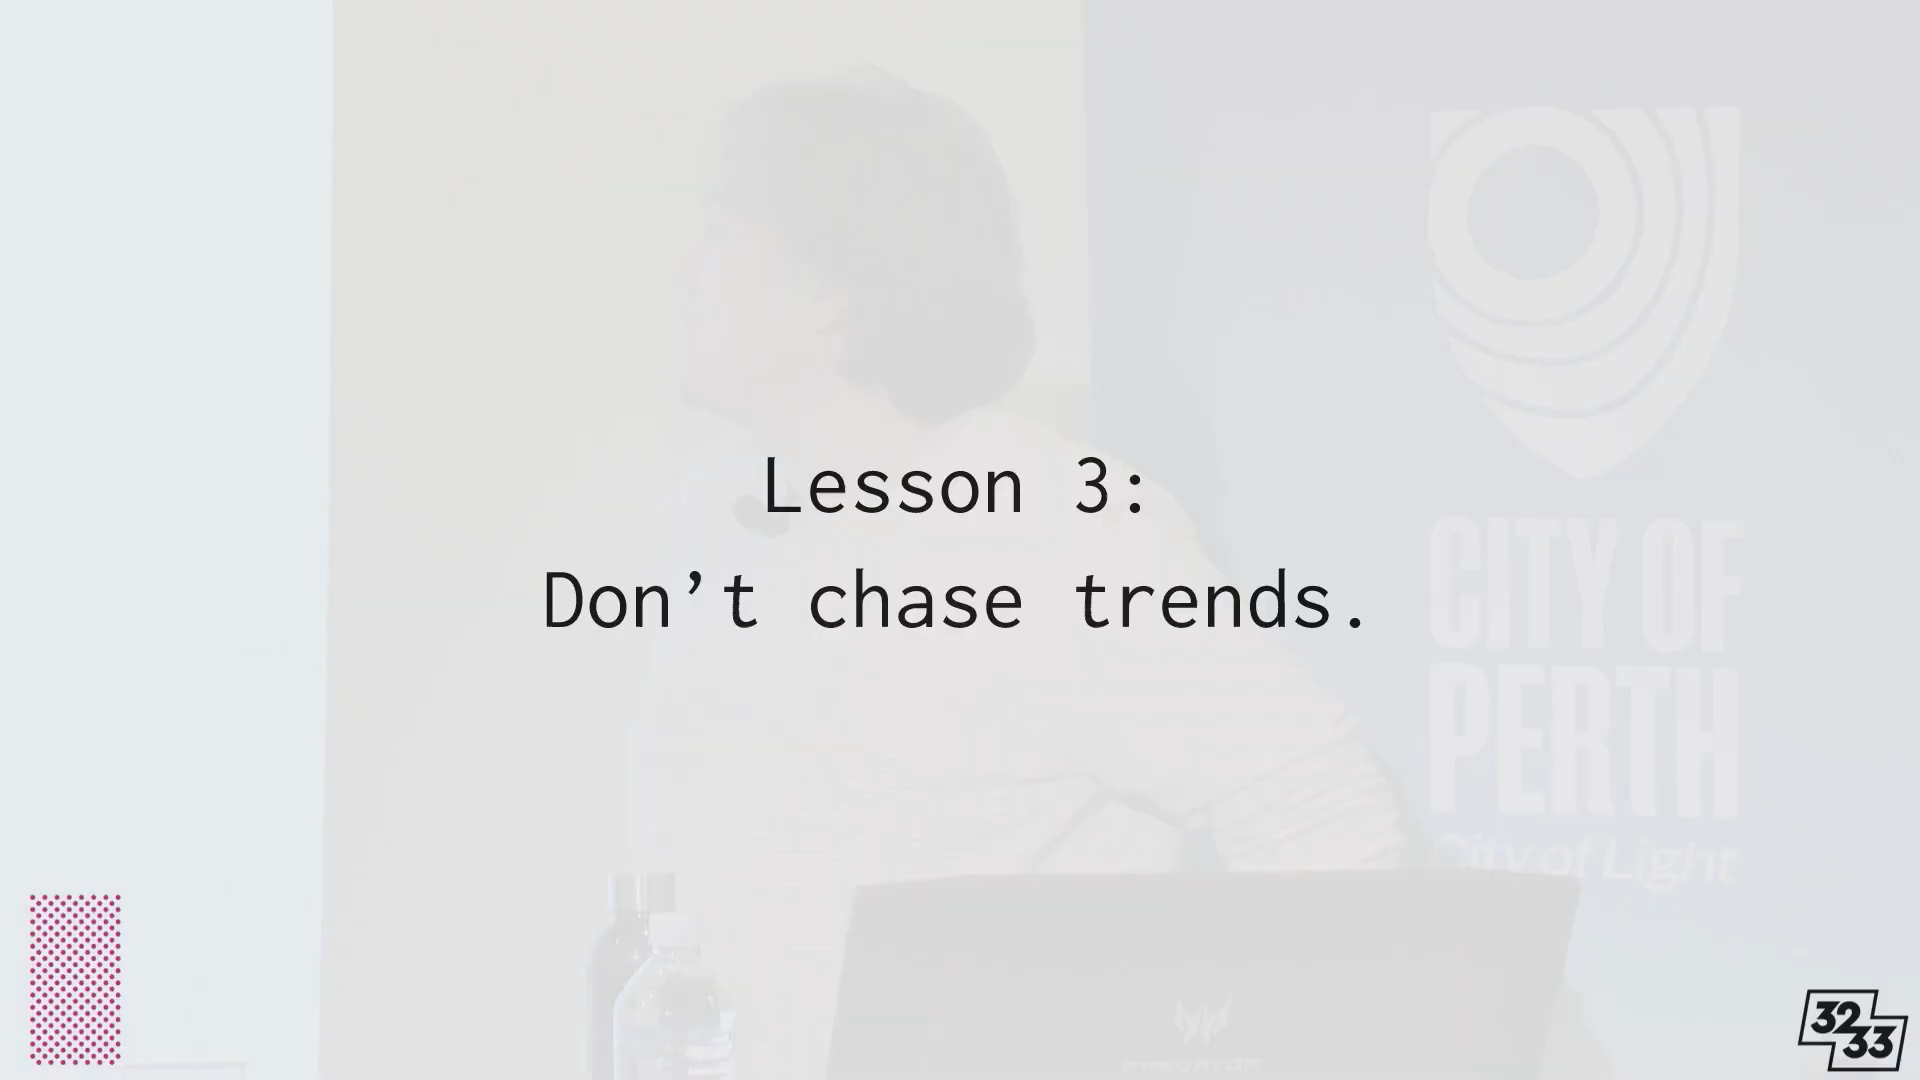 Lesson 3:
Don’t chase trends.
CITY OF
PERTH
City of Light
32
33